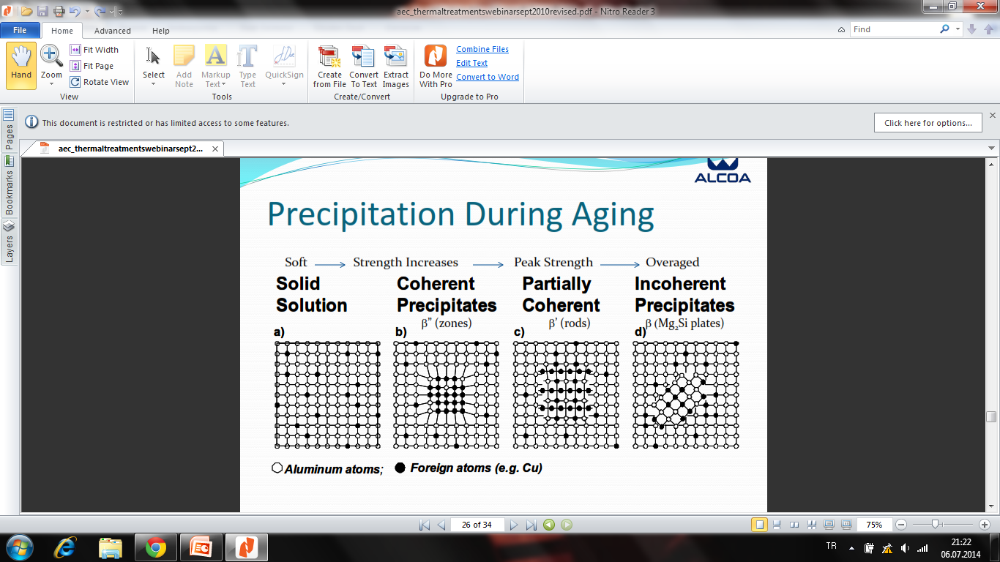 aec_thermaltreatmentswebinarsept2010revised.pdf - Nitro Reader 3
File Home Advanced Help
Find
Hand
Zoom
Fit Width
Fit Page
Rotate View
View
Select
Add Note
Markup Text
Type Text
QuickSign
Tools
Create from File
Convert To Text
Extract Images
Create/Convert
Do More With Pro
Combine Files
Edit Text
Convert to Word
Upgrade to Pro
This document is restricted or has limited access to some features.
Click here for options...
Pages
Bookmarks
Layers
aec_thermaltreatmentswebinarsept2...
ALCOA
Precipitation During Aging
Soft → Strength Increases → Peak Strength → Overaged
Solid Solution
Coherent Precipitates
Partially Coherent
Incoherent Precipitates
β” (zones)
β’ (rods)
β (Mg₂Si plates)
a) b) c) d)
Aluminum atoms; Foreign atoms (e.g. Cu)
26 of 34
75%
TR
21:22
06.07.2014